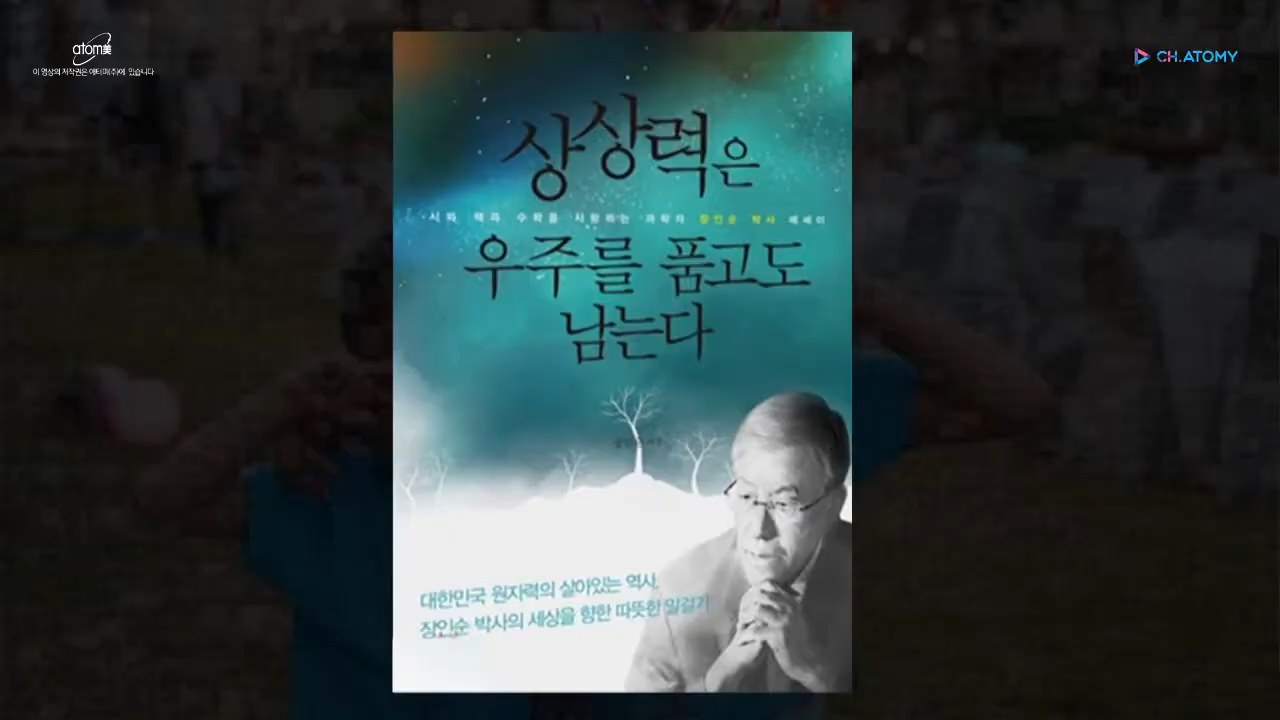 atom美
이 영상의 저작권은 애터미(주)에 있습니다
CH.ATOMY
상상력은
시와 책과 수학을 사랑하는 과학자 장인순 박사 에세이
우주를 품고도
남는다
대한민국 원자력의 살아있는 역사,
장인순 박사의 세상을 향한 따뜻한 말걸기